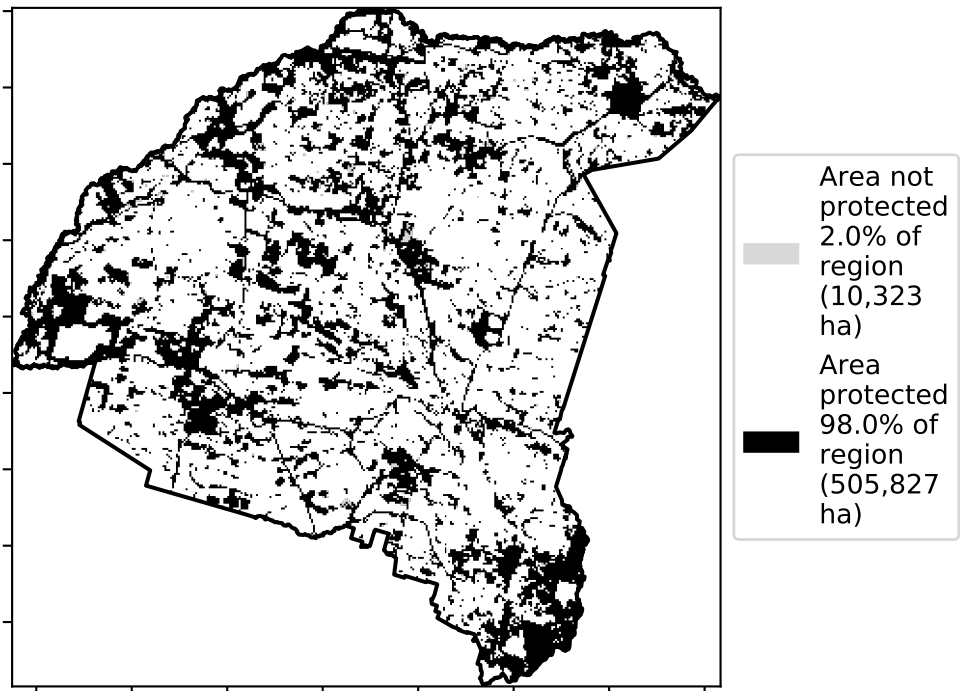 Area not
protected
2.0% of
region
(10,323
ha)
Area
protected
98.0% of
region
(505,827
ha)